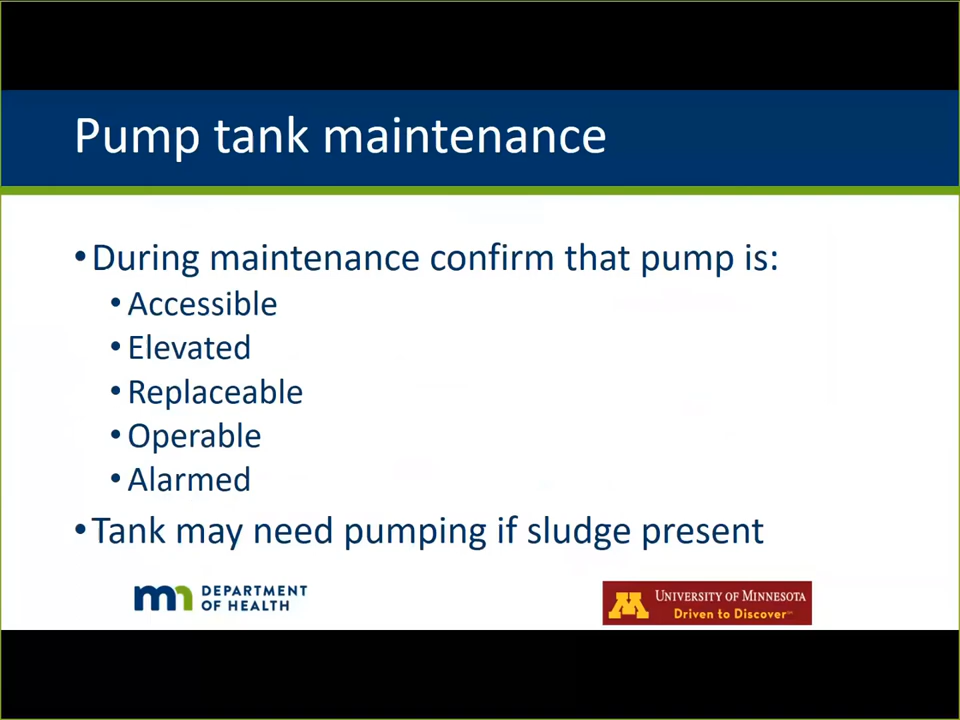 Pump tank maintenance
•During maintenance confirm that pump is:
•Accessible
•Elevated
•Replaceable
•Operable
•Alarmed
•Tank may need pumping if sludge present
mn DEPARTMENT
OF HEALTH
M UNIVERSITY OF MINNESOTA
Driven to Discover